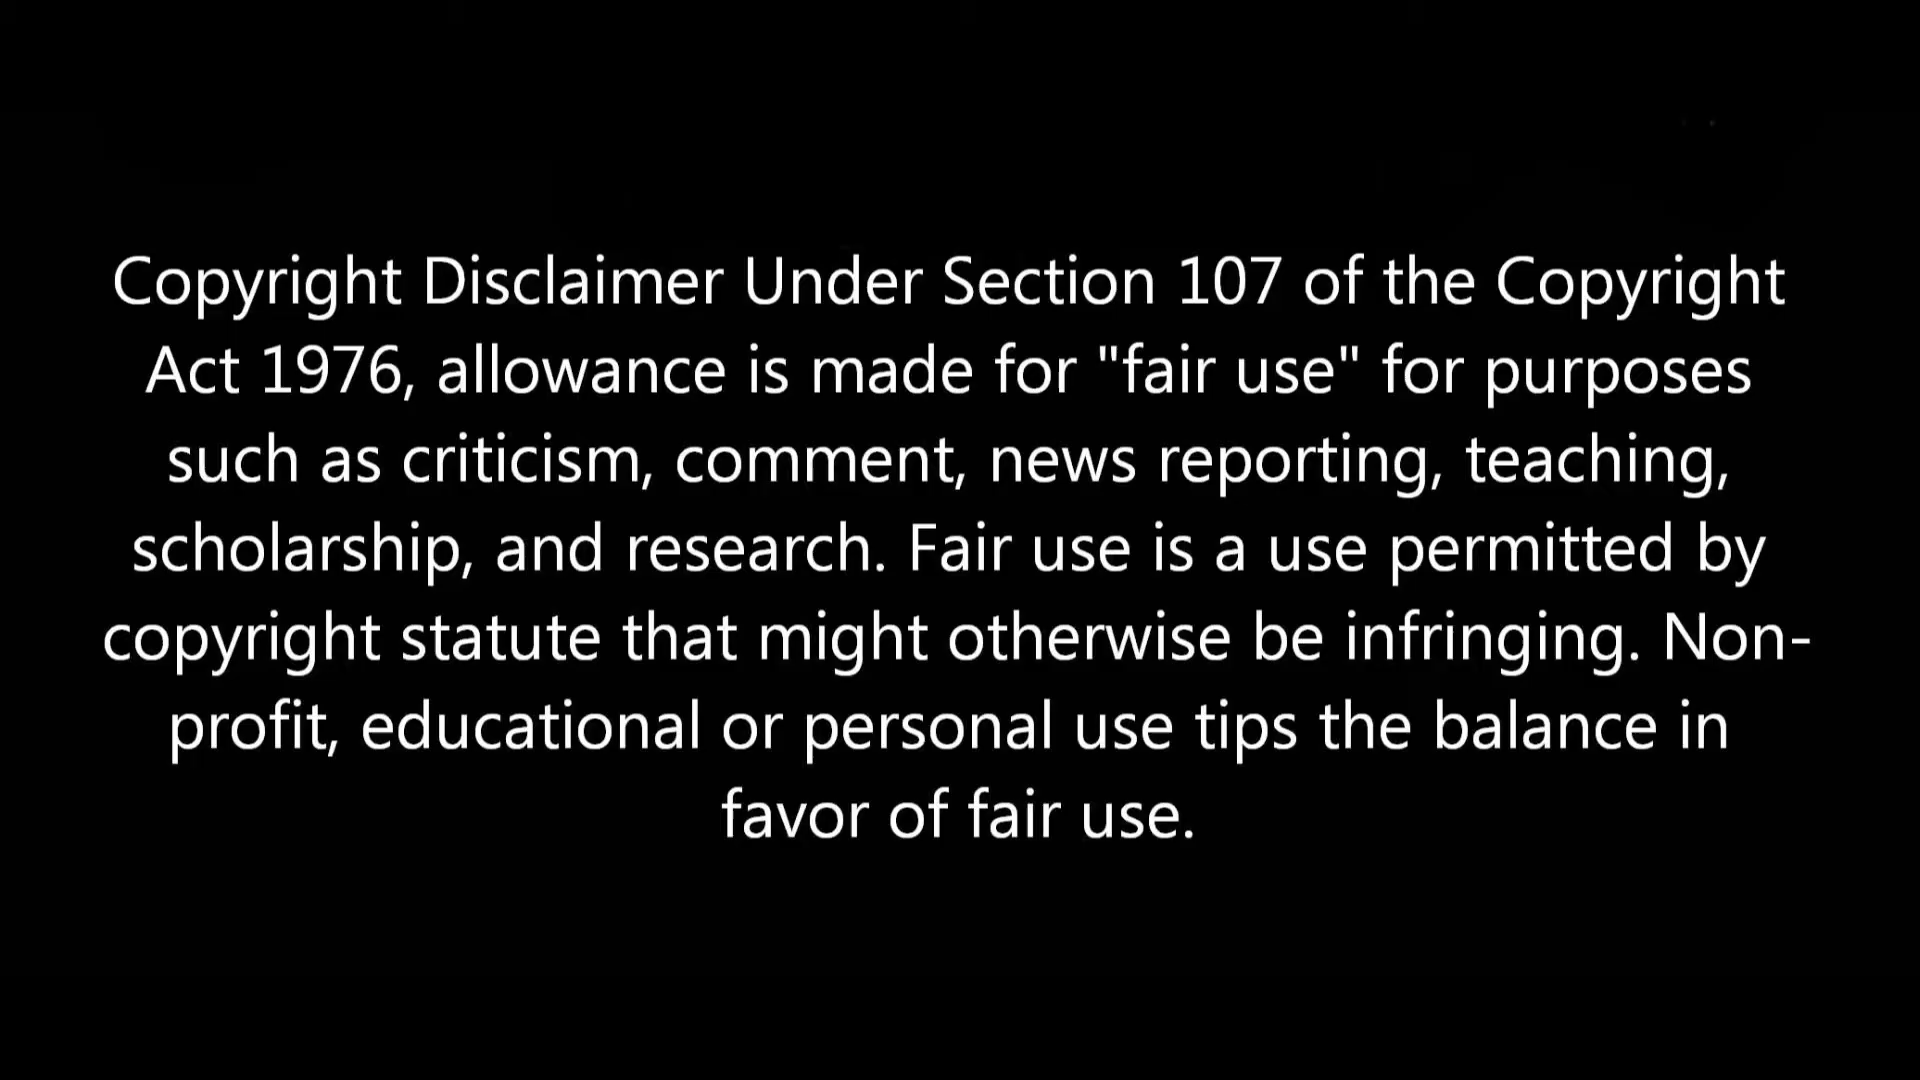 Copyright Disclaimer Under Section 107 of the Copyright
Act 1976, allowance is made for "fair use" for purposes
such as criticism, comment, news reporting, teaching,
scholarship, and research. Fair use is a use permitted by
copyright statute that might otherwise be infringing. Non-
profit, educational or personal use tips the balance in
favor of fair use.